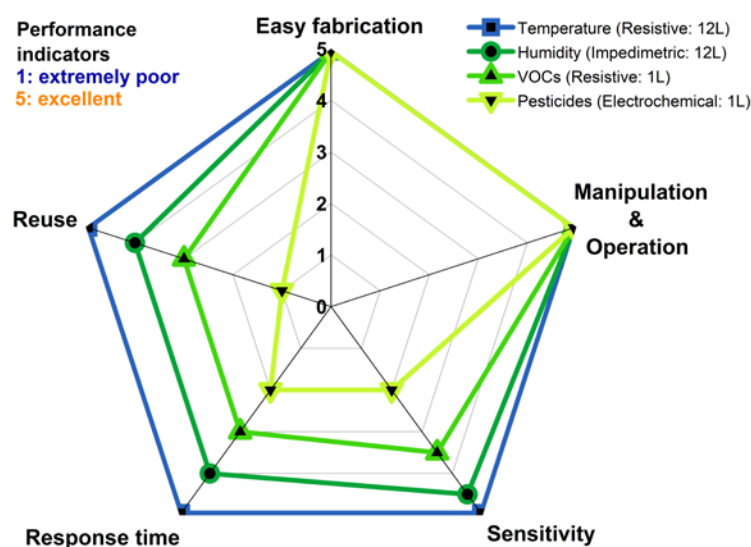 Performance
indicators
1: extremely poor
5: excellent
Easy fabrication
Temperature (Resistive: 12L)
Humidity (Impedimetric: 12L)
VOCs (Resistive: 1L)
Pesticides (Electrochemical: 1L)
5
4
3
2
1
0
Manipulation
&
Operation
Reuse
Response time
Sensitivity